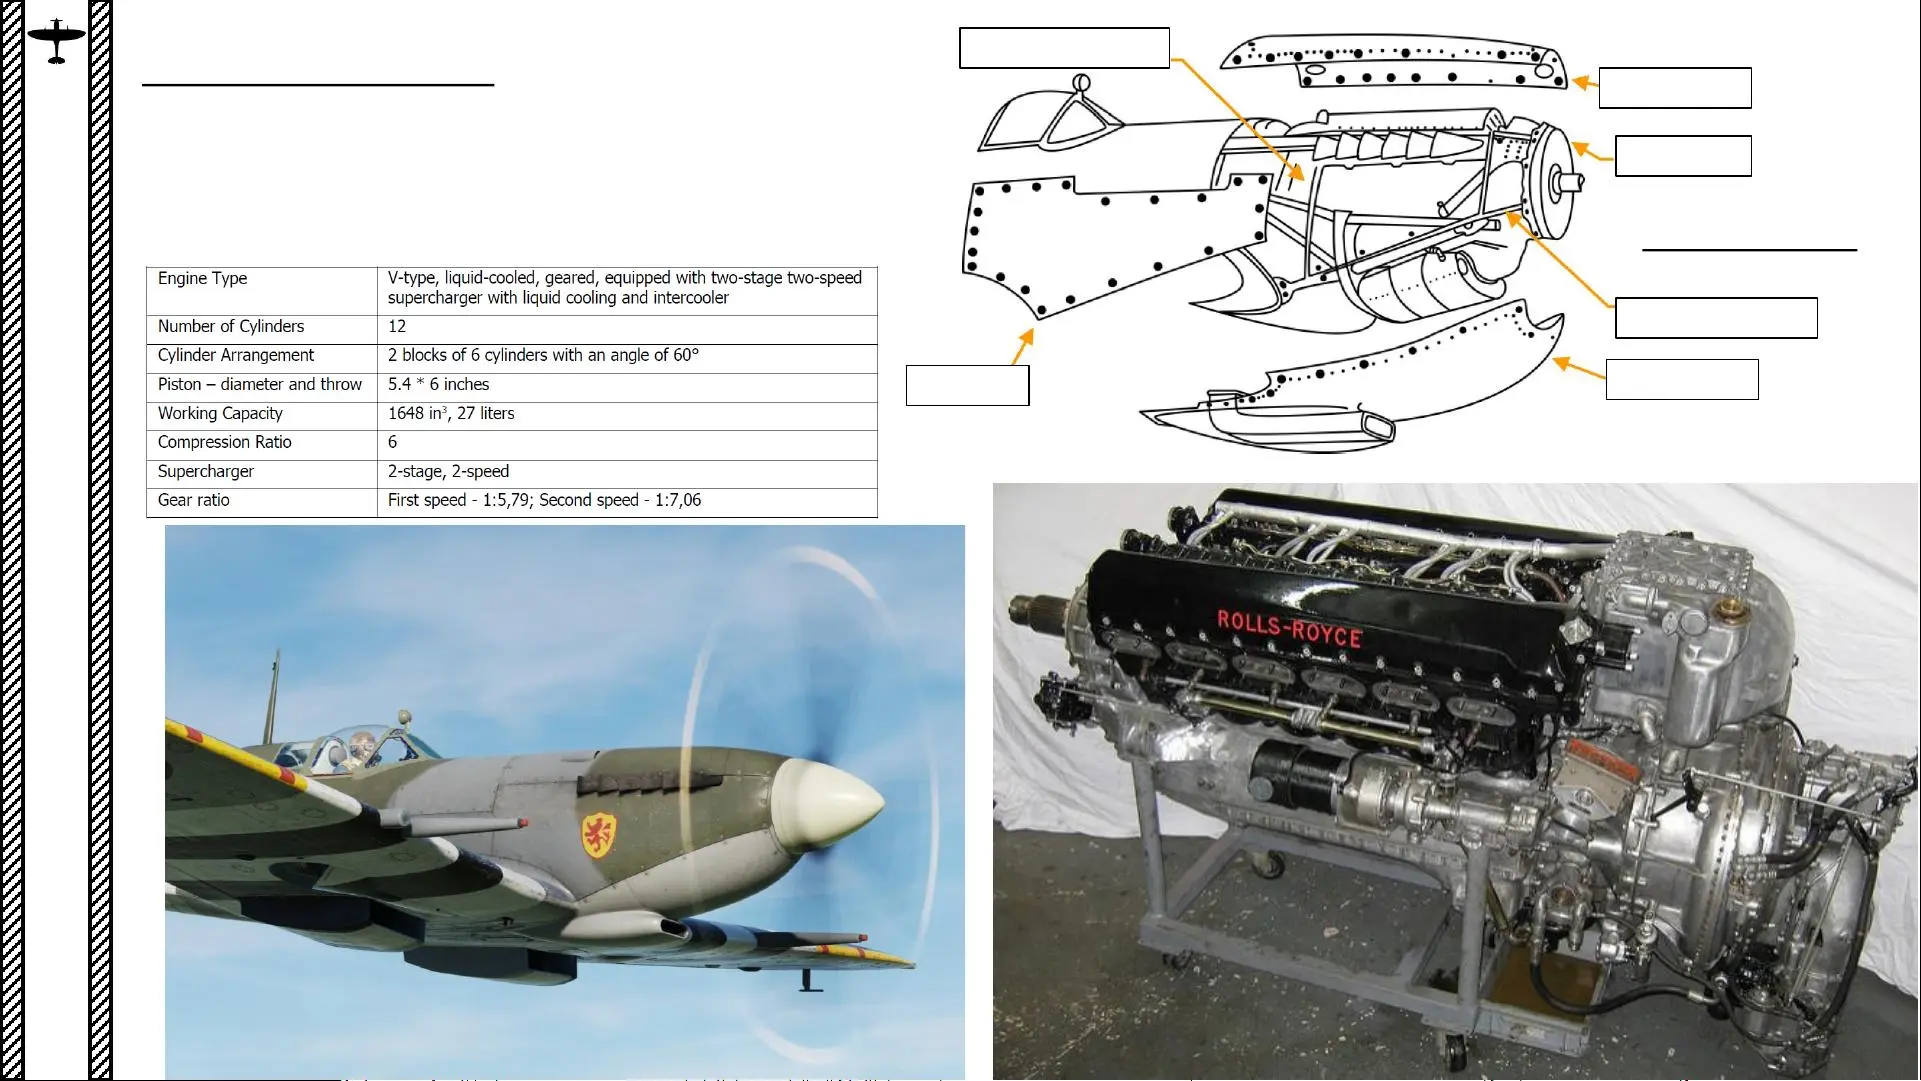 Engine Type
V-type, liquid-cooled, geared, equipped with two-stage two-speed
supercharger with liquid cooling and intercooler
Number of Cylinders
12
Cylinder Arrangement
2 blocks of 6 cylinders with an angle of 60°
Piston – diameter and throw
5.4 * 6 inches
Working Capacity
1648 in³, 27 liters
Compression Ratio
6
Supercharger
2-stage, 2-speed
Gear ratio
First speed - 1:5,79; Second speed - 1:7,06
ROLLS-ROYCE